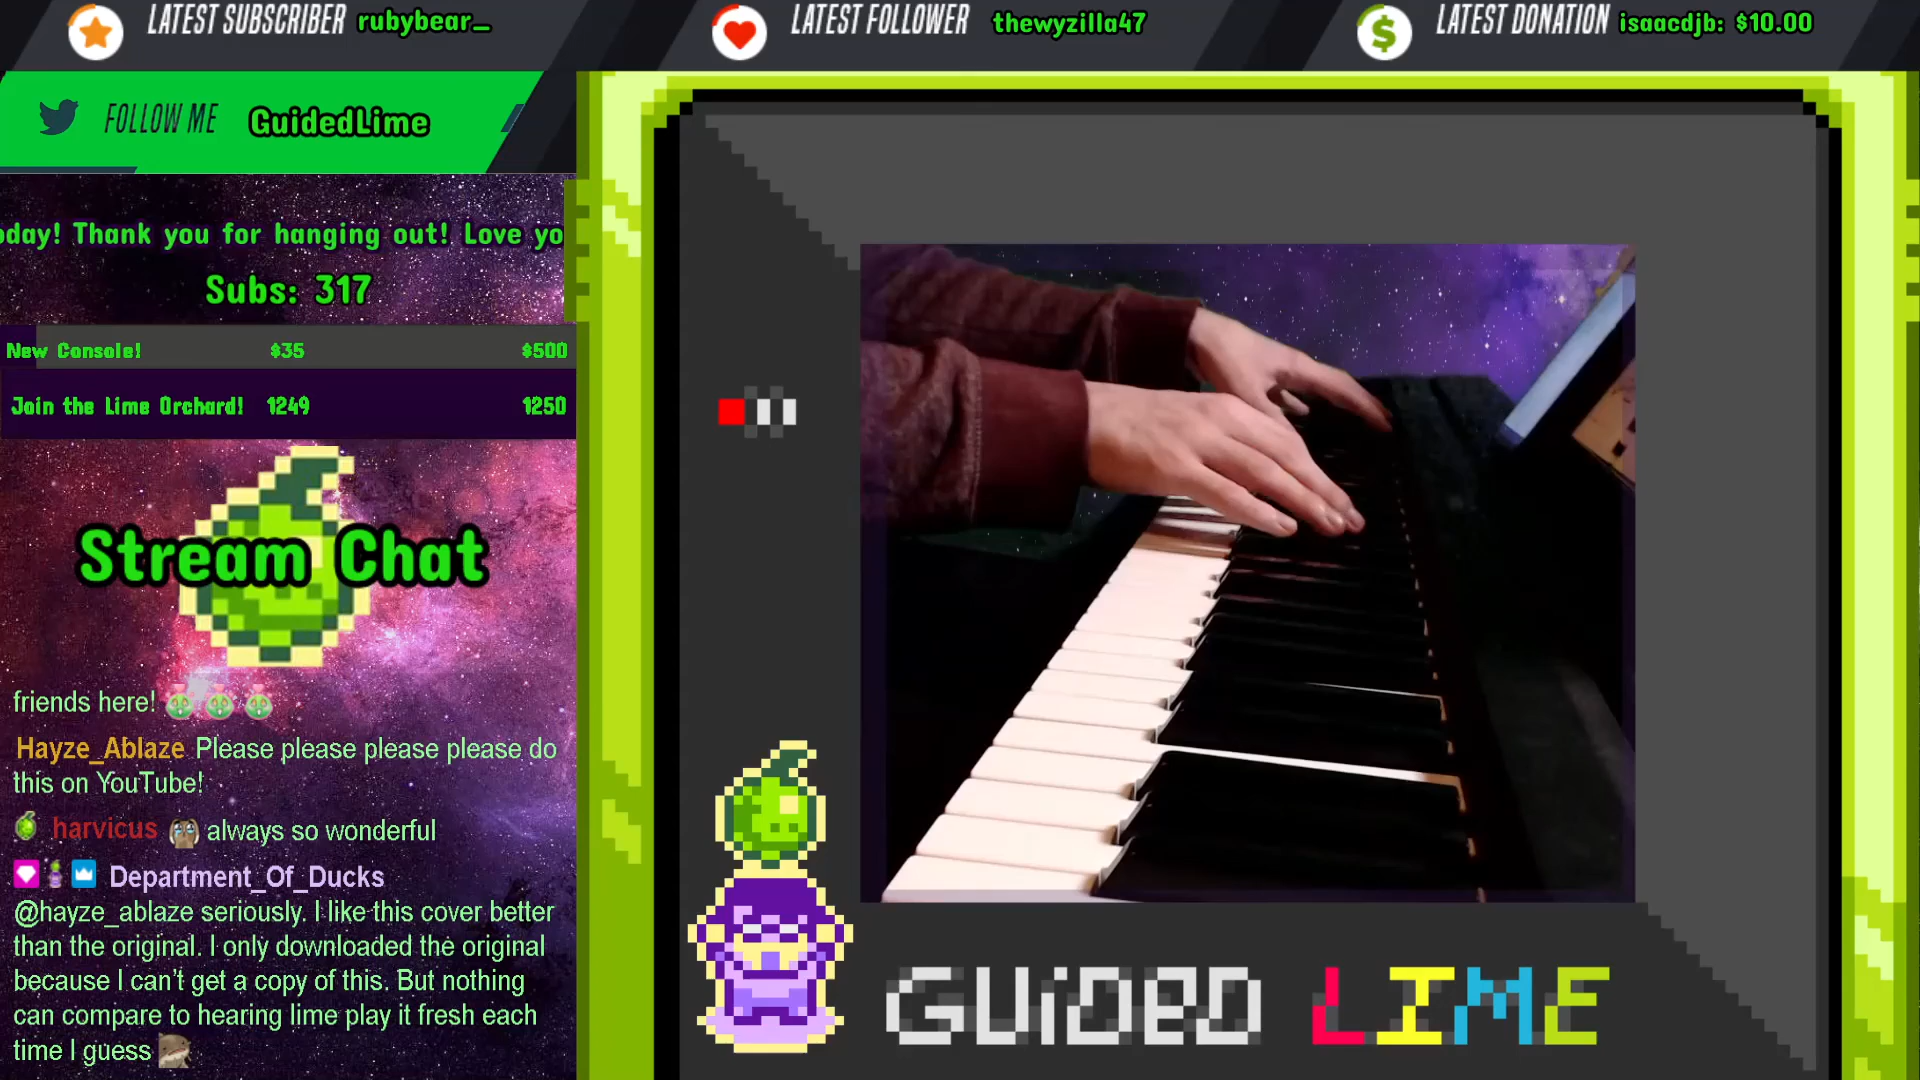 LATEST SUBSCRIBER rubybear_
LATEST FOLLOWER thewyzilla47
LATEST DONATION isaacdjb: $10.00
FOLLOW ME GuidedLime
oday! Thank you for hanging out! Love yo
Subs: 317
New Console! $35 $500
Join the Lime Orchard! 1249 1250
Stream Chat
friends here!
Hayze_Ablaze Please please please please do
this on YouTube!
harvicus always so wonderful
Department_Of_Ducks
@hayze_ablaze seriously. I like this cover better
than the original. I only downloaded the original
because I can't get a copy of this. But nothing
can compare to hearing lime play it fresh each
time I guess
GUiDED LIME